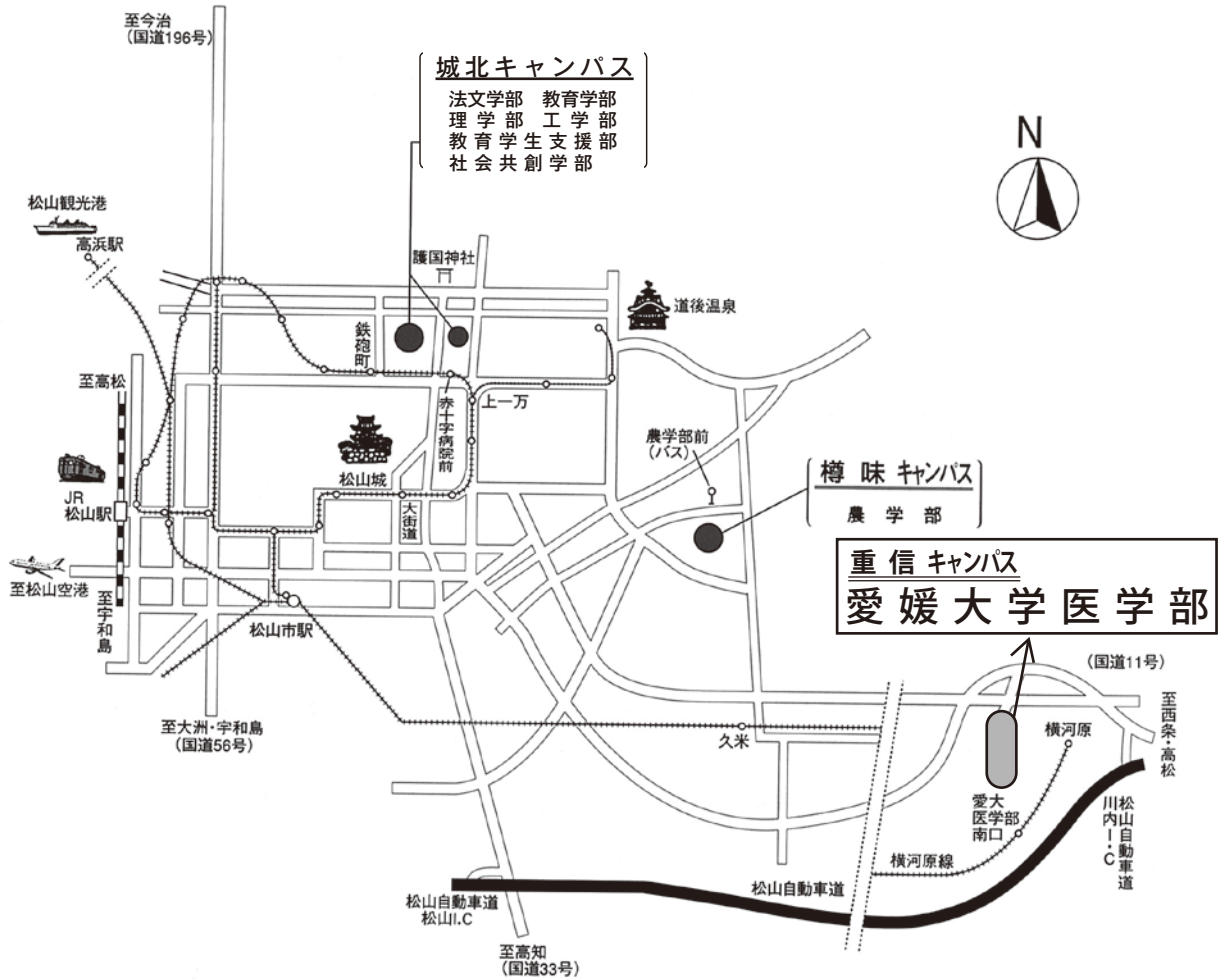 至今治
（国道196号）
城北キャンパス
法文学部　教育学部
理学部　工学部
教育学生支援部
社会共創学部
N
松山観光港
高浜駅
護国神社
道後温泉
鉄砲町
至高松
赤十字病院前
上一万
農学部前
（バス）
樽味キャンパス
農学部
松山城
JR
松山駅
大街道
重信キャンパス
愛媛大学医学部
至松山空港
至宇和島
松山市駅
（国道11号）
至大洲・宇和島
（国道56号）
久米
横河原
至西条・高松
愛大
医学部
南口
松山自動車道
川内I・C
横河原線
松山自動車道
松山自動車道
松山I.C
至高知
（国道33号）